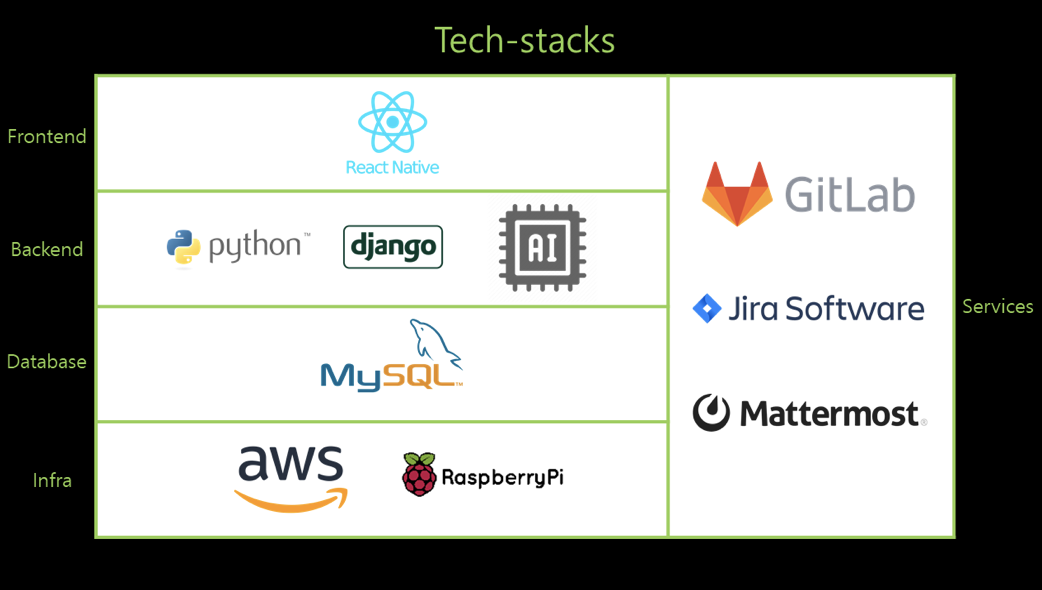 Tech-stacks
Frontend
React Native
Backend
python™
django
AI
Database
MySQL™
Infra
aws
RaspberryPi
GitLab
Jira Software
Mattermost®
Services